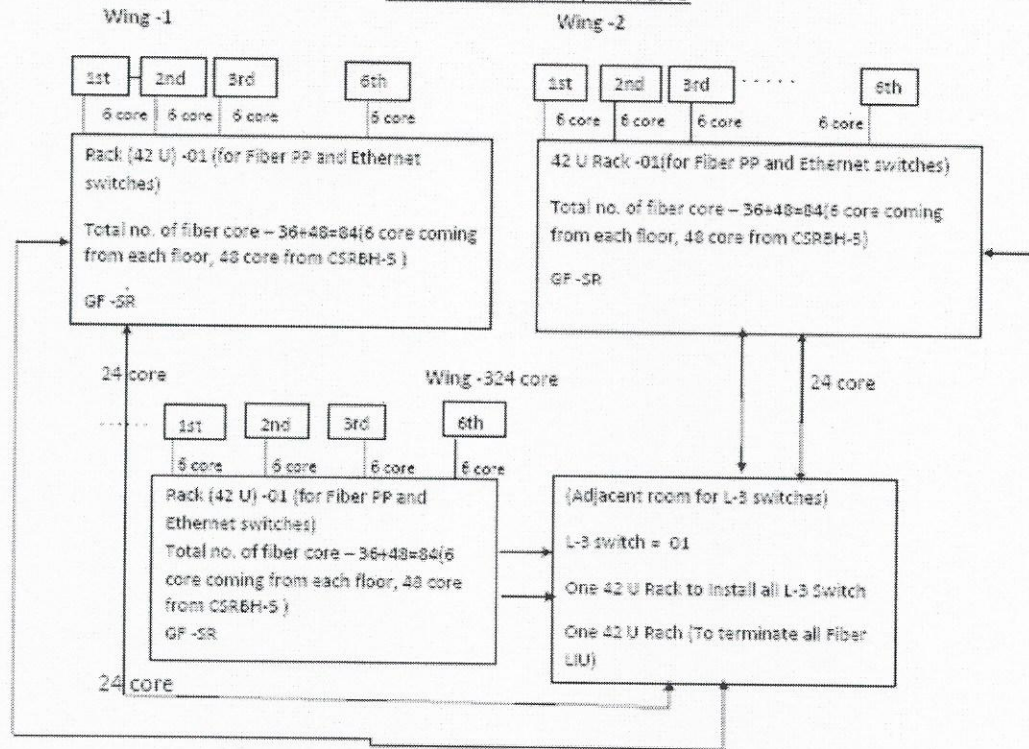 Wing -1
Wing -2
1st 2nd 3rd 6th
6 core 6 core 6 core 6 core
Rack (42 U) -01 (for Fiber PP and Ethernet
switches)
Total no. of fiber core – 36+48=84(6 core coming
from each floor, 48 core from CSRBH-5 )
GF -SR
1st 2nd 3rd ...... 6th
6 core 6 core 6 core 6 core
42 U Rack -01(for Fiber PP and Ethernet switches)
Total no. of fiber core – 36+48=84(6 core coming
from each floor, 48 core from CSRBH-5)
GF -SR
24 core
Wing -324 core
24 core
...... 1st 2nd 3rd 6th
6 core 6 core 6 core 6 core
Rack (42 U) -01 (for Fiber PP and
Ethernet switches)
Total no. of fiber core – 36+48=84(6
core coming from each floor, 48 core
from CSRBH-5 )
GF -SR
(Adjacent room for L-3 switches)
L-3 switch = 01
One 42 U Rack to Install all L-3 Switch
One 42 U Rach (To terminate all Fiber
LIU)
24 core